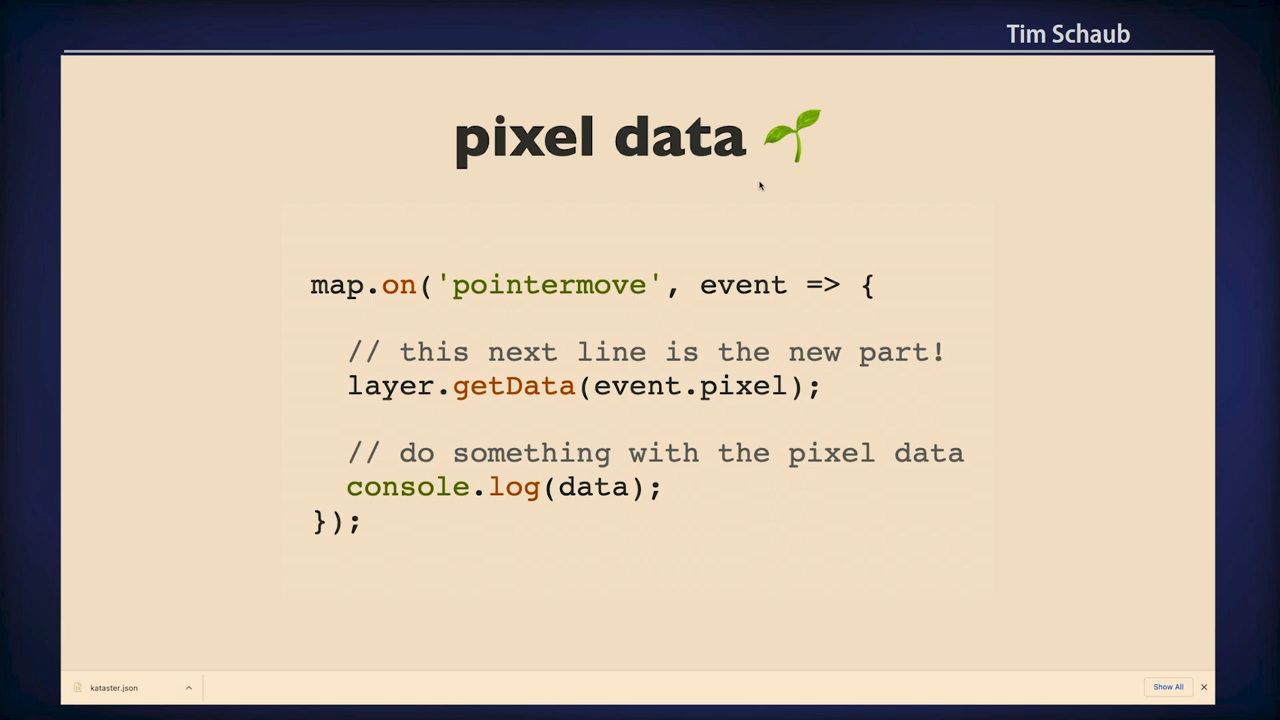 Tim Schaub
pixel data
map.on('pointermove', event => {
// this next line is the new part!
layer.getData(event.pixel);
// do something with the pixel data
console.log(data);
});
kataster.json
Show All